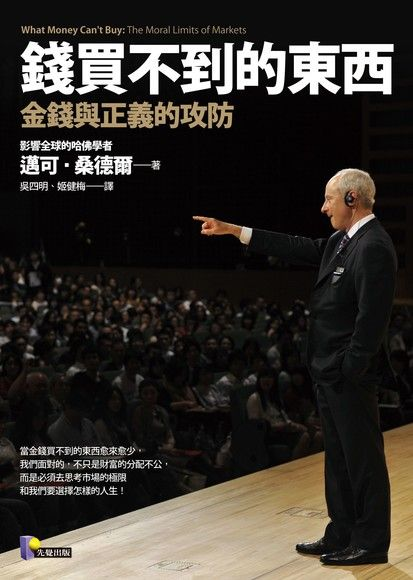 What Money Can't Buy: The Moral Limits of Markets
錢買不到的東西
金錢與正義的攻防
影響全球的哈佛學者
邁可・桑德爾──著
吳四明、姬健梅──譯
當金錢買不到的東西愈來愈少，
我們面對的，不只是財富的分配不公，
而是必須去思考市場的極限
和我們要選擇怎樣的人生！
先覺出版